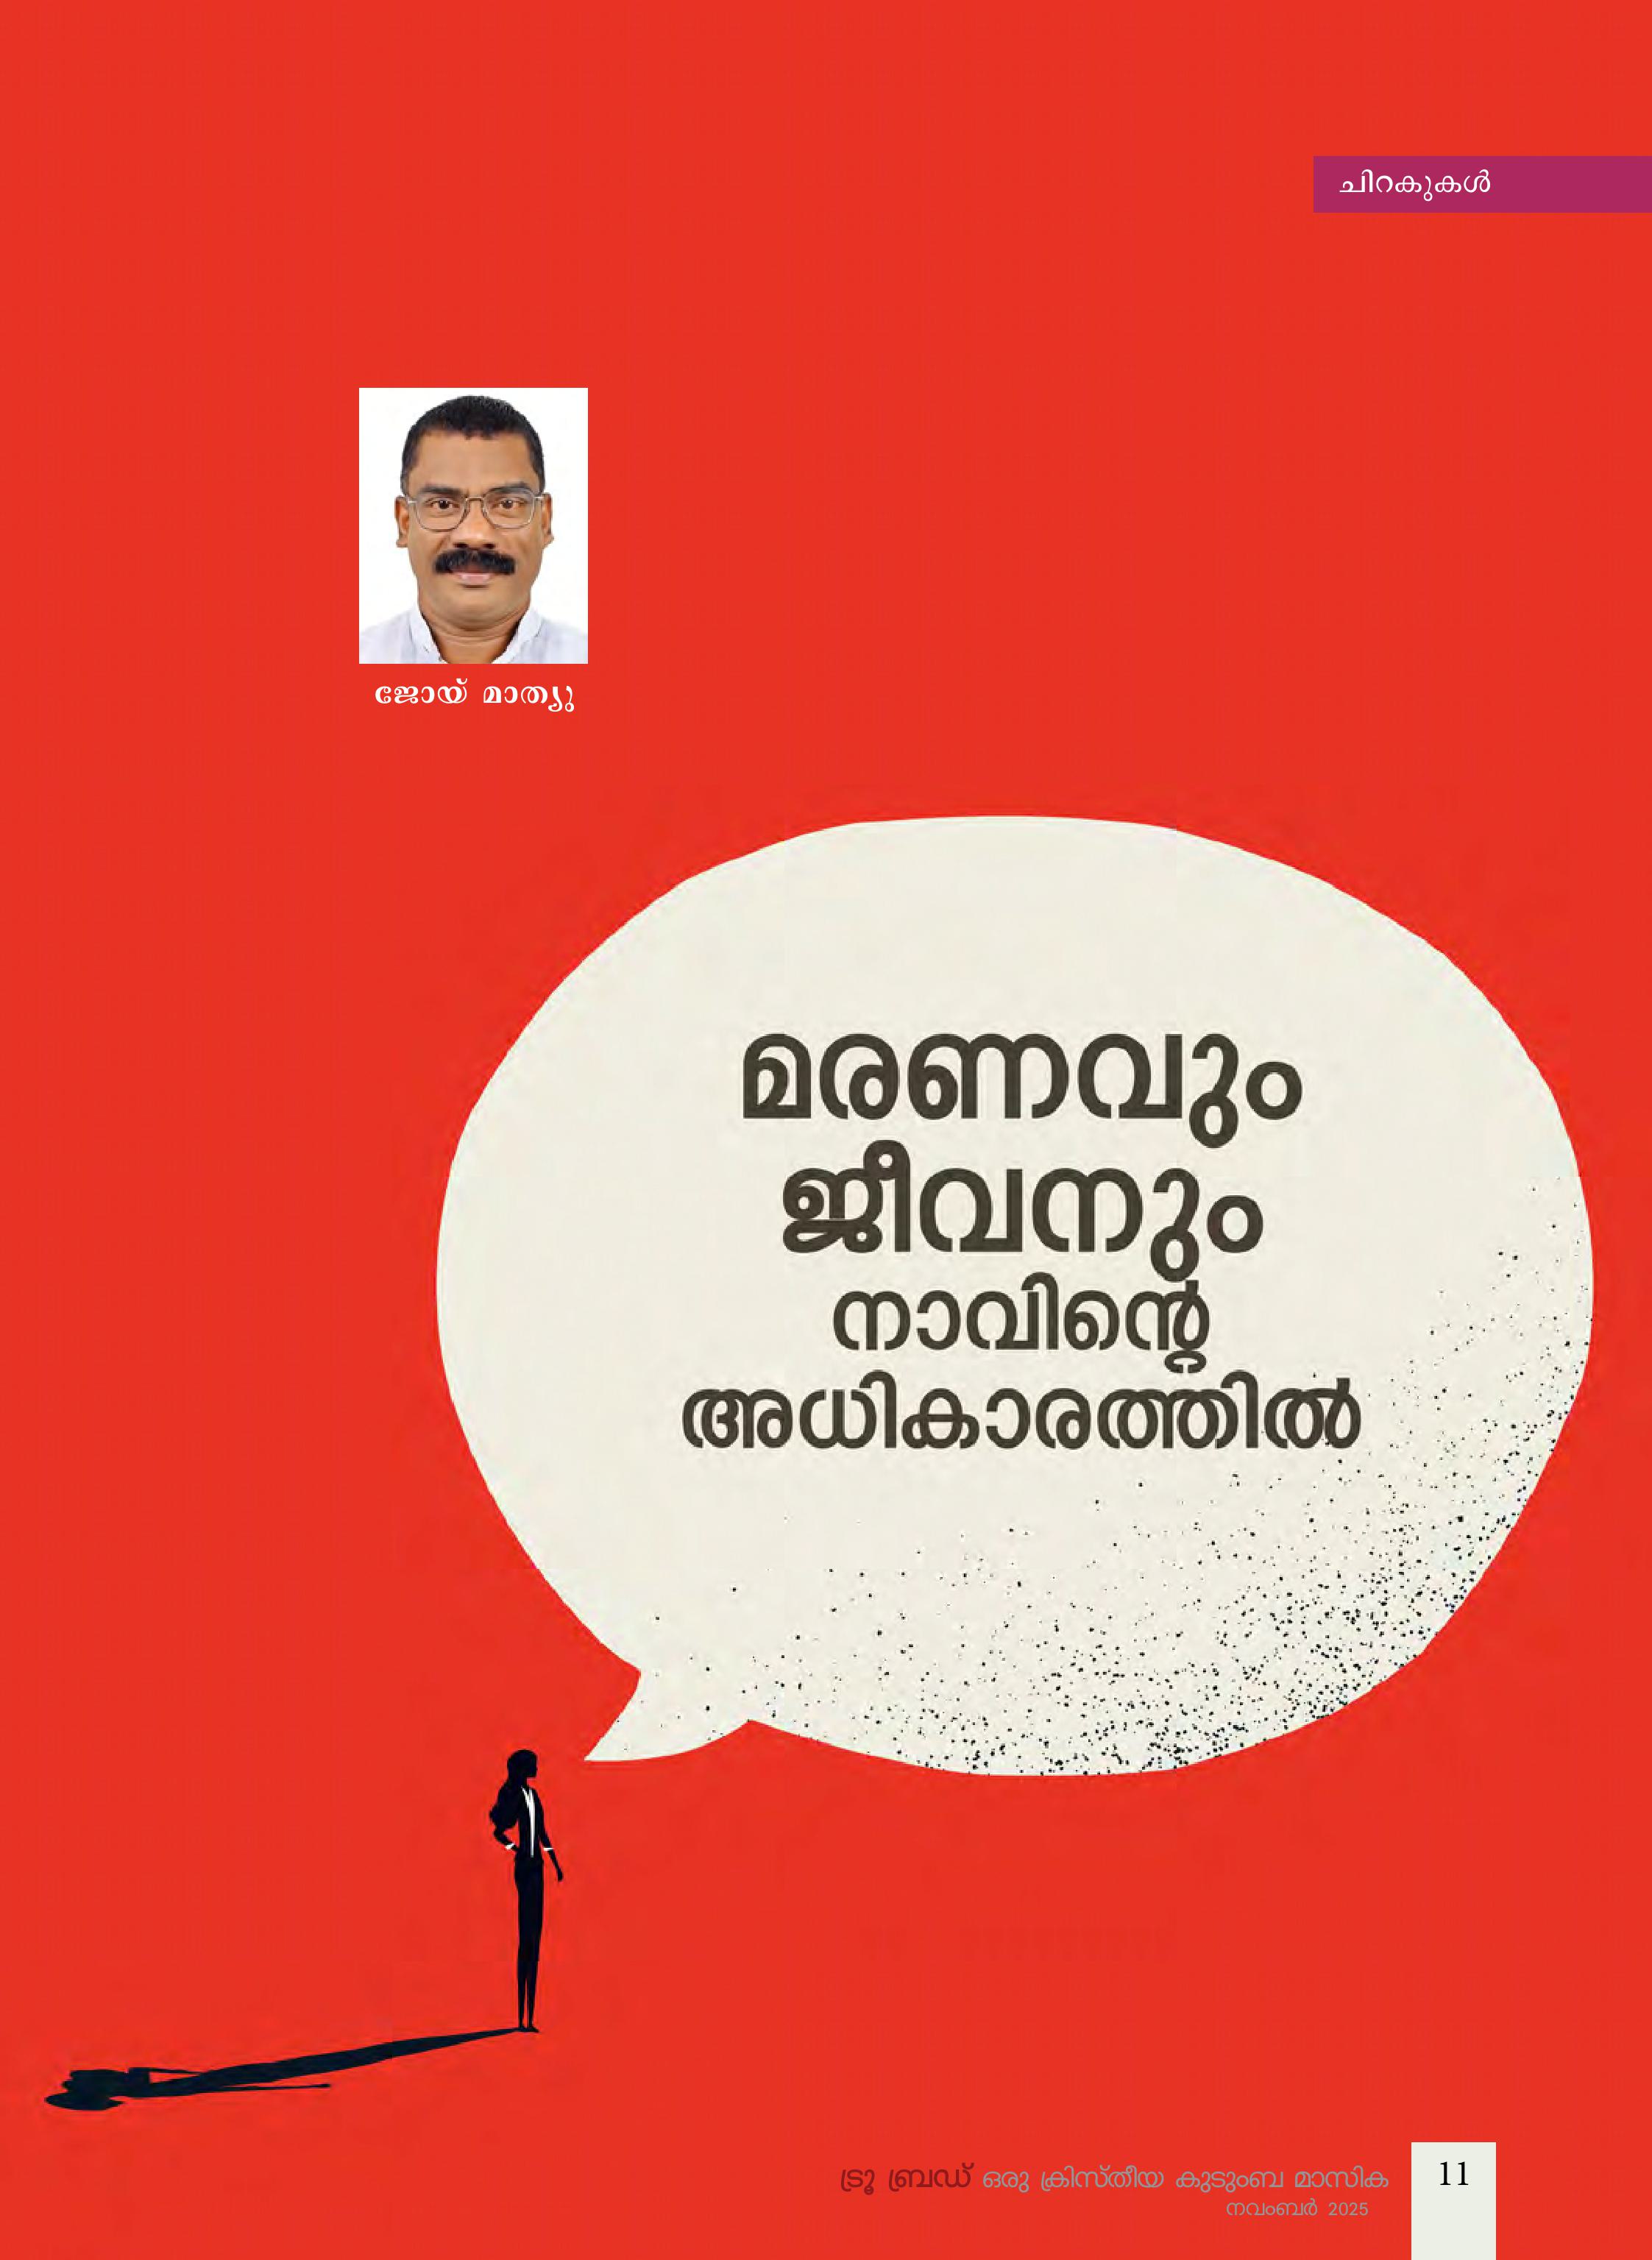 ചിറകുകൾ
ജോയ് മാത്യു
മരണവും
ജീവനും
നാവിന്റെ
അധികാരത്തിൽ
ട്രൂ ബ്രഡ് ഒരു ക്രിസ്തീയ കുടുംബ മാസിക
നവംബർ 2025
11